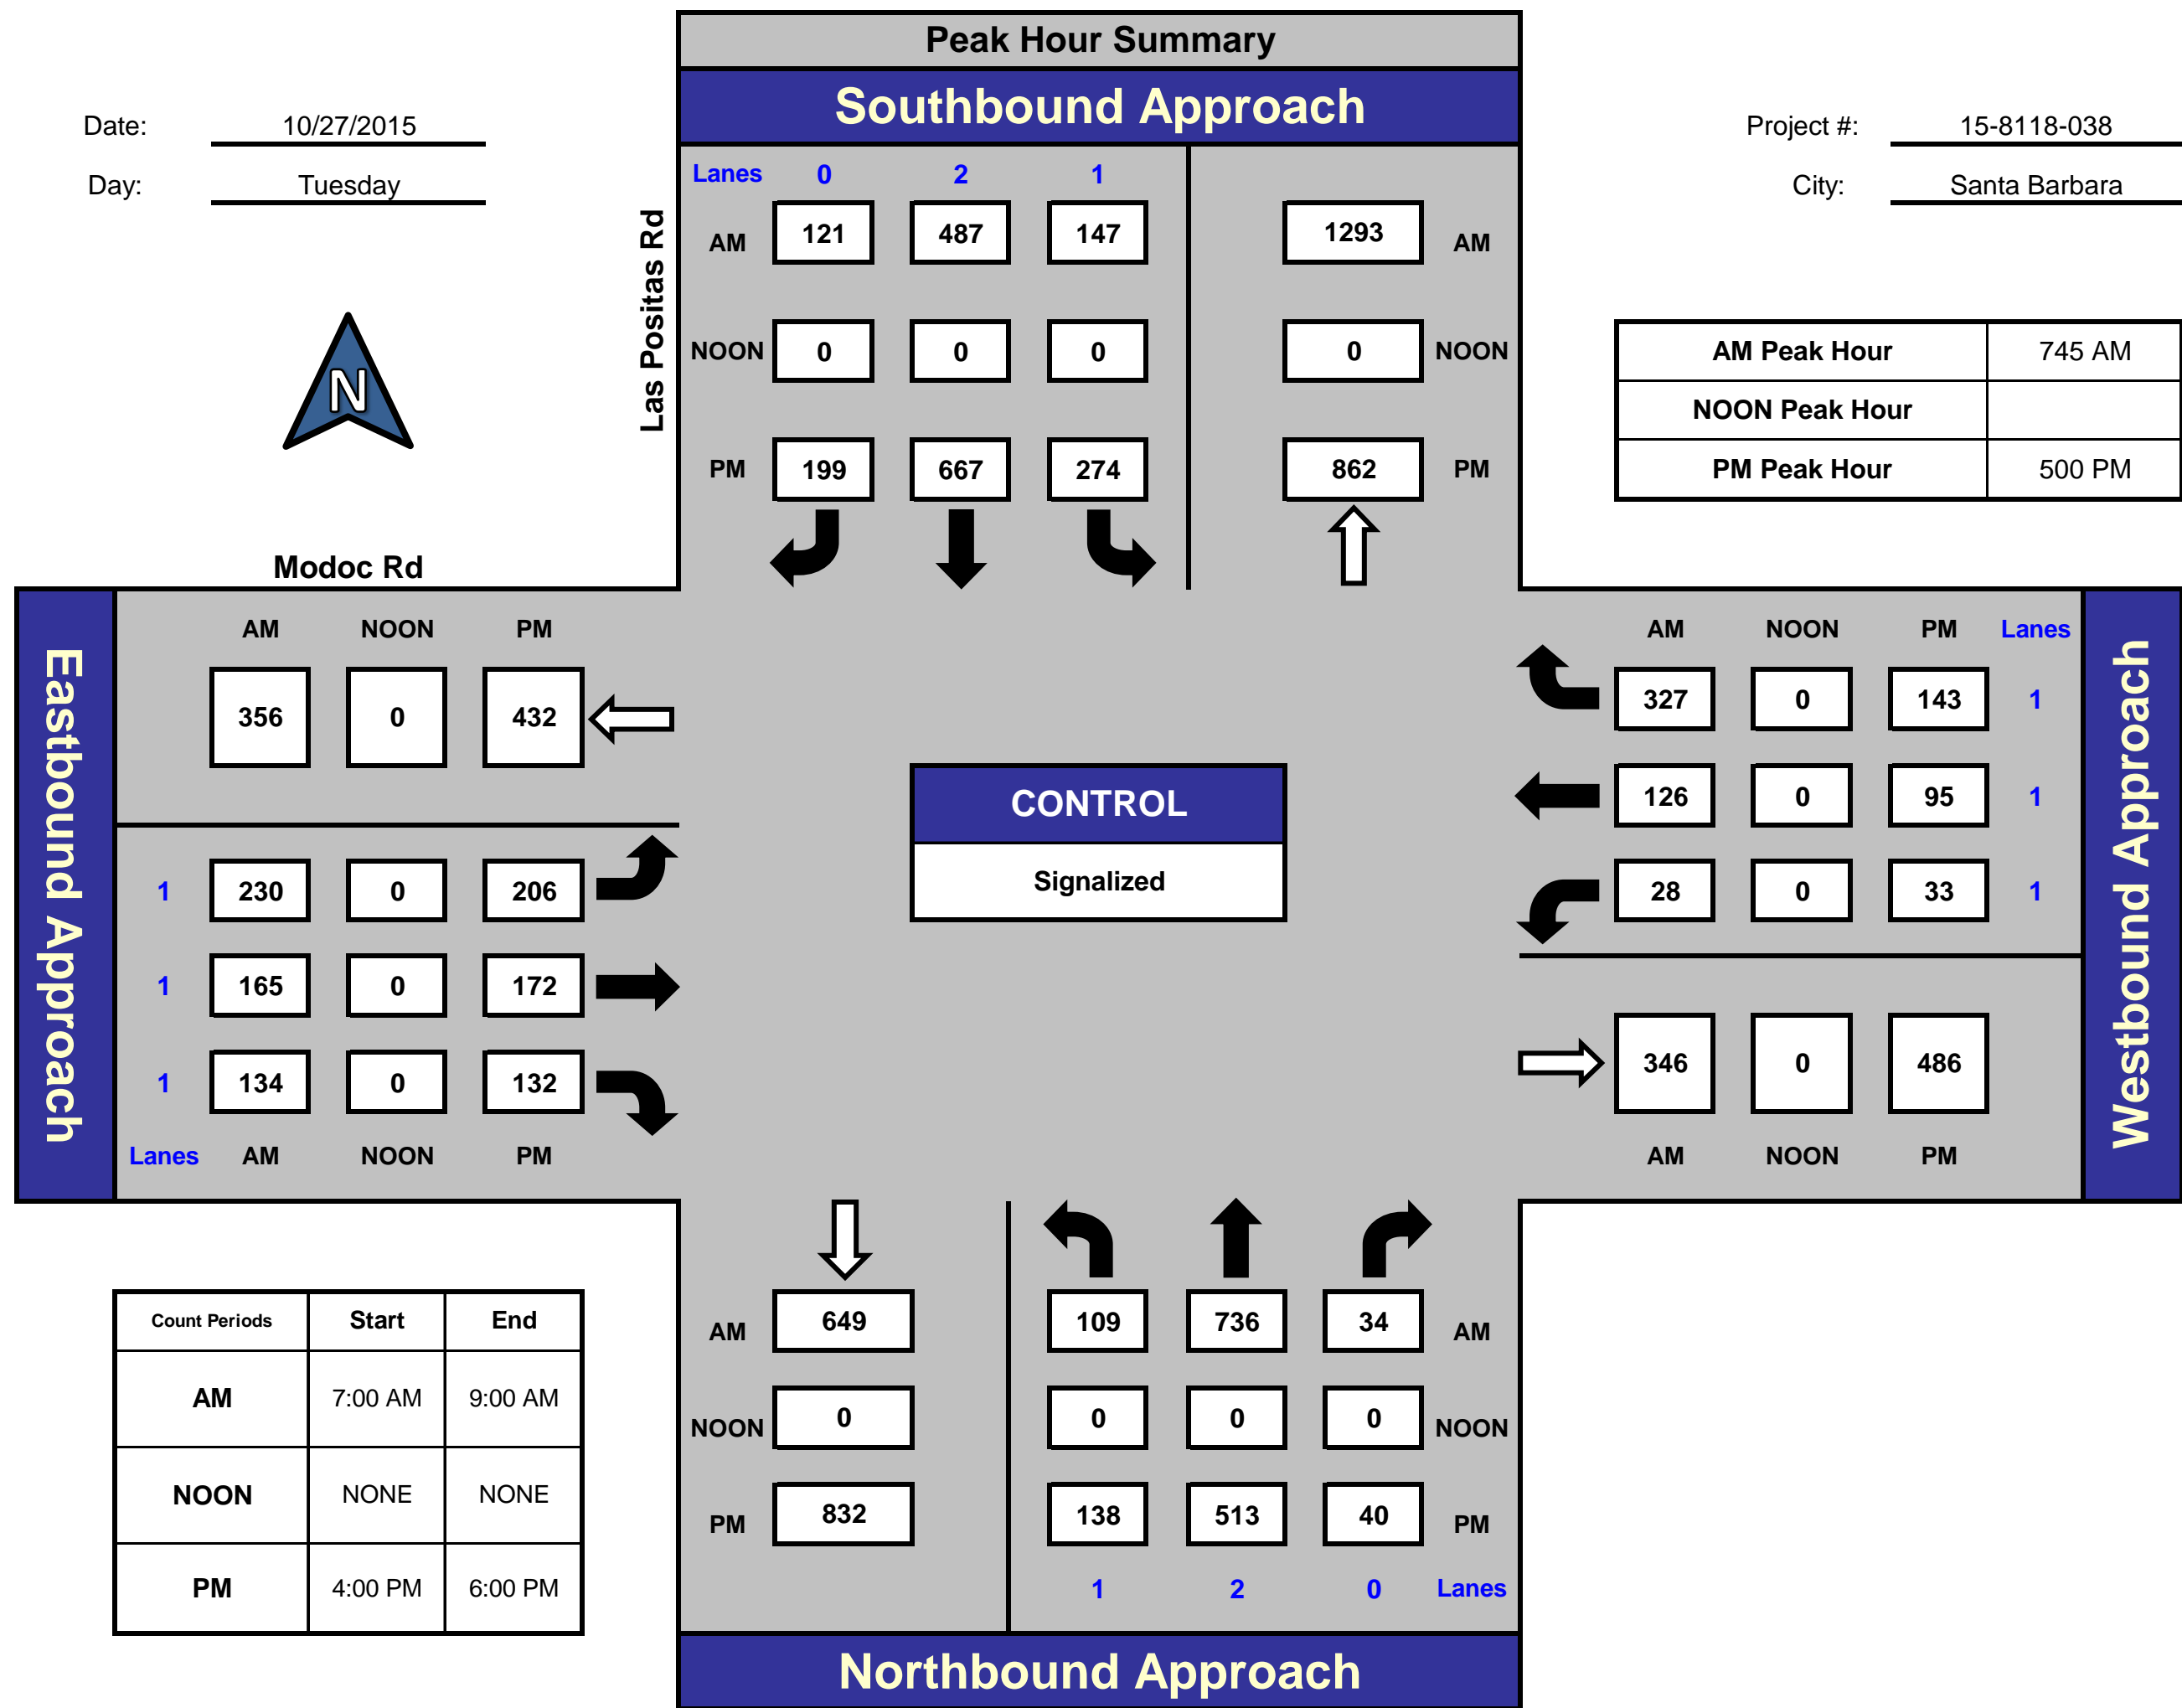 Peak Hour Summary
Southbound Approach
Date: 10/27/2015
Day: Tuesday
Project #: 15-8118-038
City: Santa Barbara
N
Las Positas Rd
Lanes 0 2 1
AM 121 487 147 1293 AM
NOON 0 0 0 0 NOON
PM 199 667 274 862 PM
AM Peak Hour 745 AM
NOON Peak Hour
PM Peak Hour 500 PM
Modoc Rd
Eastbound Approach
AM NOON PM
356 0 432
1 230 0 206
1 165 0 172
1 134 0 132
Lanes AM NOON PM
CONTROL
Signalized
AM NOON PM Lanes
327 0 143 1
126 0 95 1
28 0 33 1
346 0 486
AM NOON PM
Westbound Approach
Count Periods Start End
AM 7:00 AM 9:00 AM
NOON NONE NONE
PM 4:00 PM 6:00 PM
AM 649 109 736 34 AM
NOON 0 0 0 0 NOON
PM 832 138 513 40 PM
1 2 0 Lanes
Northbound Approach